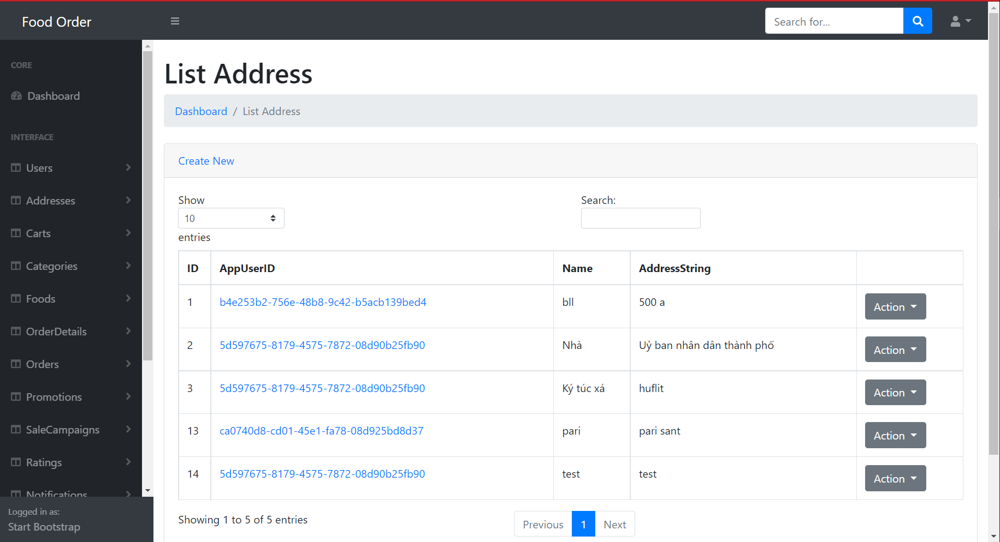 Food Order
Search for...
CORE
Dashboard
INTERFACE
Users
Addresses
Carts
Categories
Foods
OrderDetails
Orders
Promotions
SaleCampaigns
Ratings
Notifications
Logged in as:
Start Bootstrap
List Address
Dashboard / List Address
Create New
Show
10
entries
Search:
ID AppUserID Name AddressString
1 b4e253b2-756e-48b8-9c42-b5acb139bed4 bll 500 a Action
2 5d597675-8179-4575-7872-08d90b25fb90 Nhà Uỷ ban nhân dân thành phố Action
3 5d597675-8179-4575-7872-08d90b25fb90 Ký túc xá huflit Action
13 ca0740d8-cd01-45e1-fa78-08d925bd8d37 pari pari sant Action
14 5d597675-8179-4575-7872-08d90b25fb90 test test Action
Showing 1 to 5 of 5 entries
Previous 1 Next